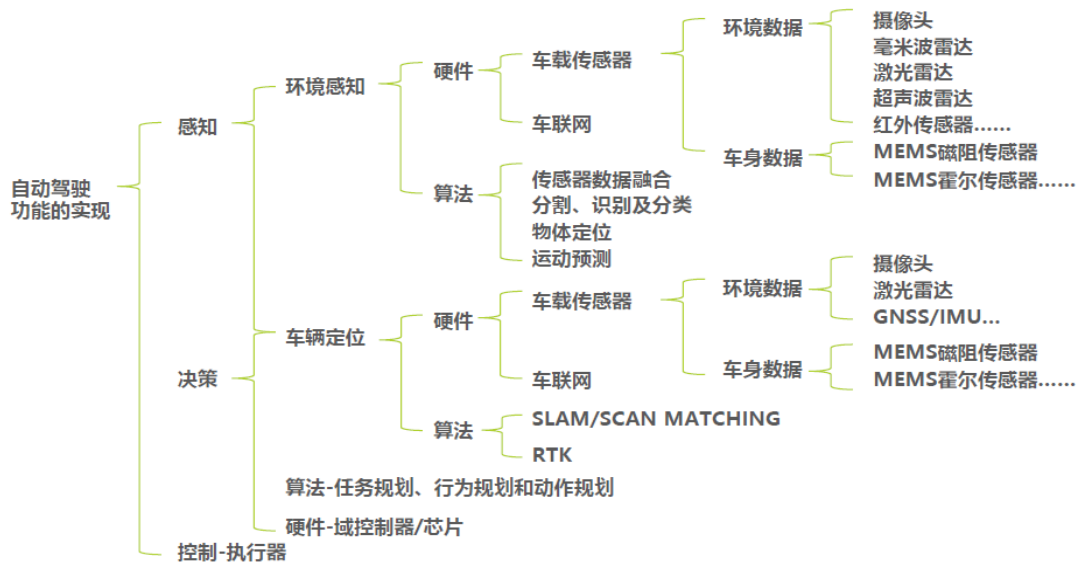 自动驾驶
功能的实现
感知
环境感知
硬件
车载传感器
环境数据
摄像头
毫米波雷达
激光雷达
超声波雷达
红外传感器……
车身数据
MEMS磁阻传感器
MEMS霍尔传感器……
车联网
算法
传感器数据融合
分割、识别及分类
物体定位
运动预测
车辆定位
硬件
车载传感器
环境数据
摄像头
激光雷达
GNSS/IMU...
车身数据
MEMS磁阻传感器
MEMS霍尔传感器……
车联网
算法
SLAM/SCAN MATCHING
RTK
决策
算法-任务规划、行为规划和动作规划
硬件-域控制器/芯片
控制-执行器